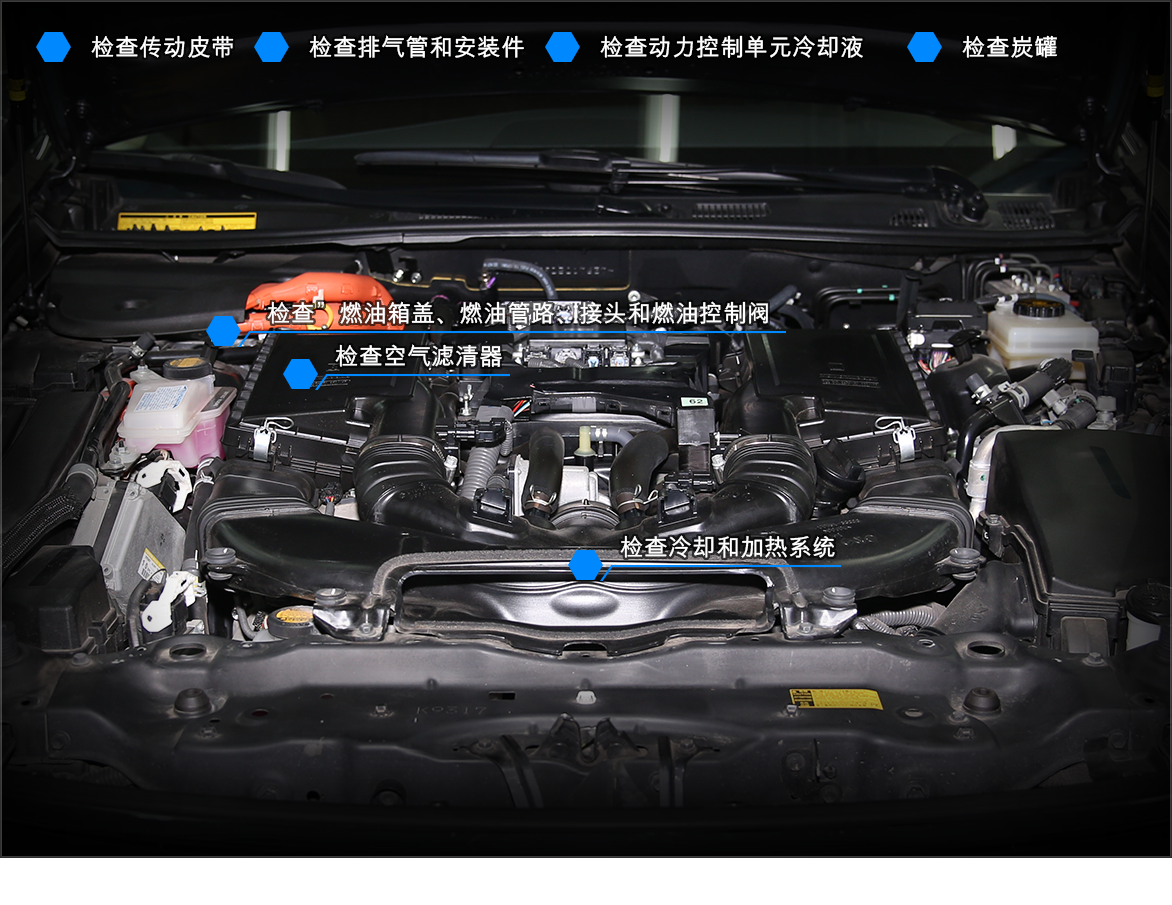 检查传动皮带
检查排气管和安装件
检查动力控制单元冷却液
检查炭罐
“检查”燃油箱盖、燃油管路、接头和燃油控制阀
检查空气滤清器
62
检查冷却和加热系统